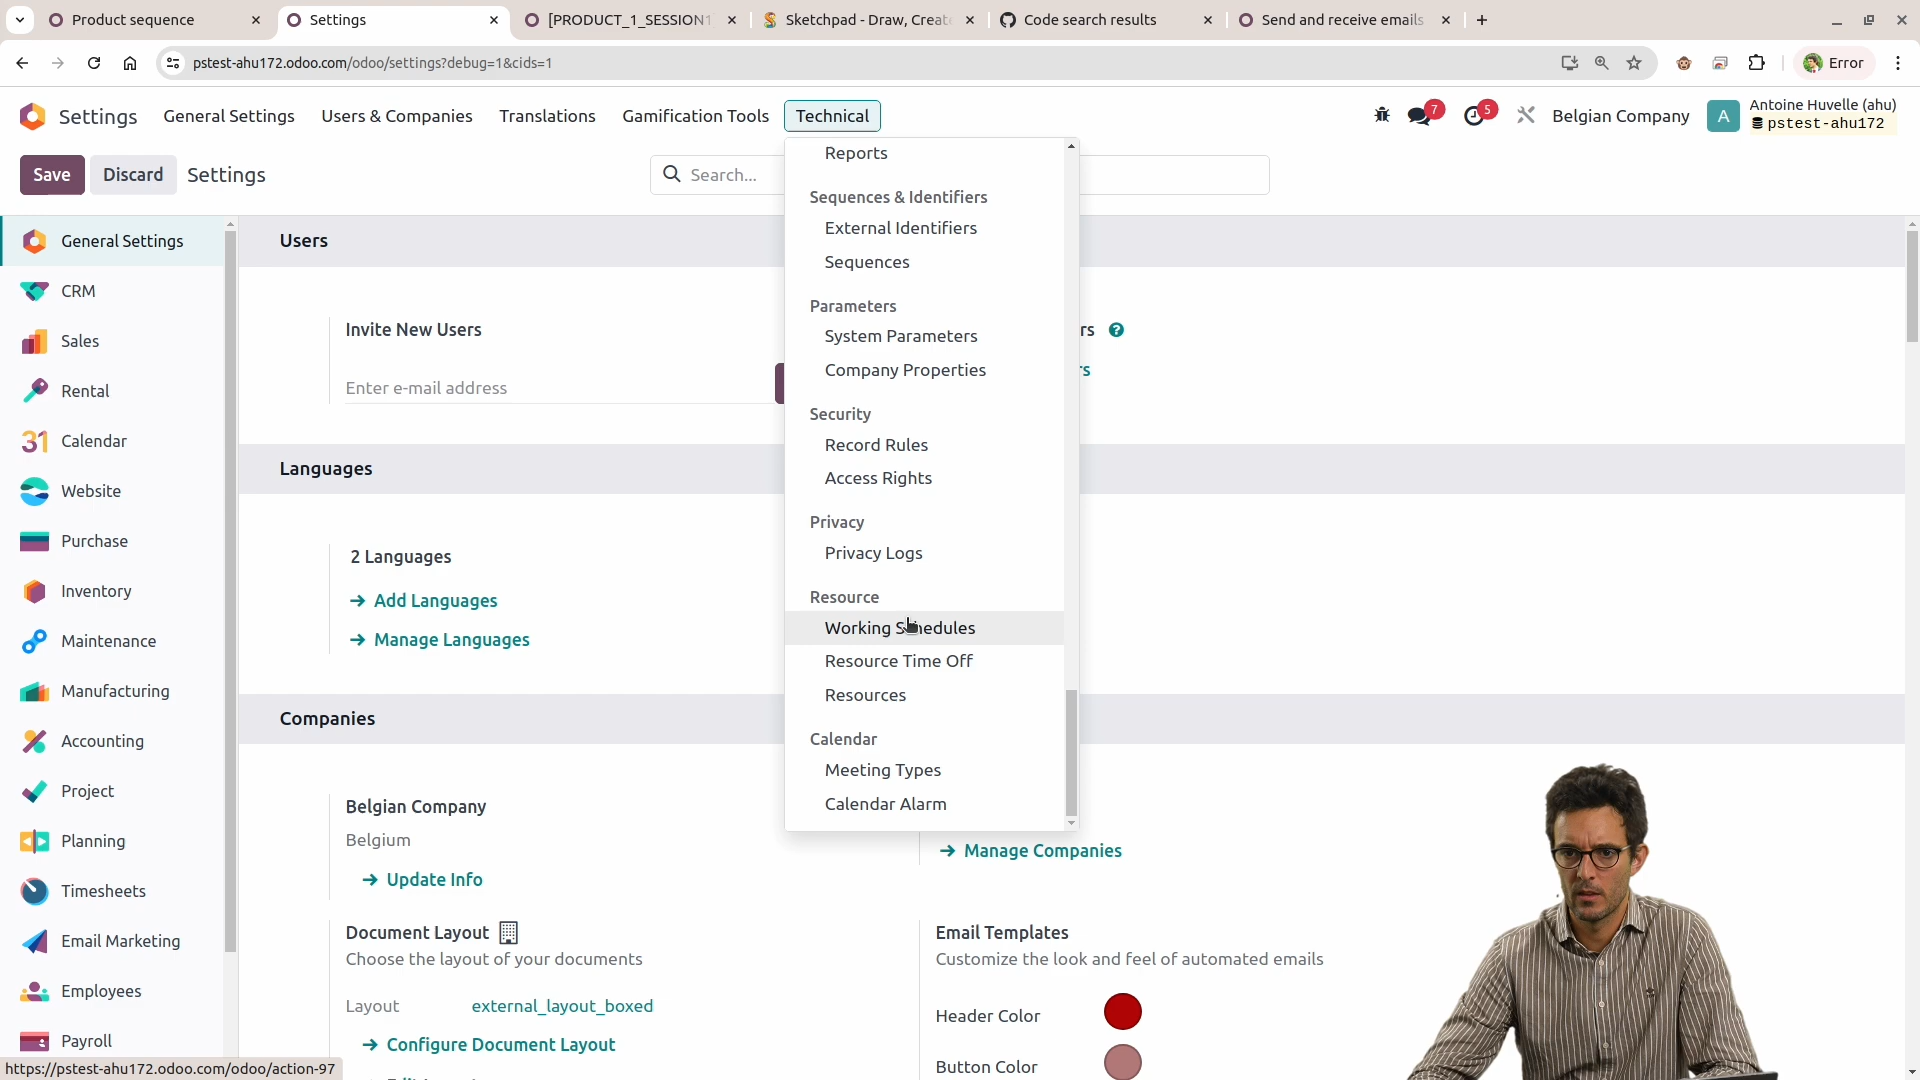 Product sequence
Settings
[PRODUCT_1_SESSION1
Sketchpad - Draw, Create
Code search results
Send and receive emails
pstest-ahu172.odoo.com/odoo/settings?debug=1&cids=1
Error
Settings
General Settings
Users & Companies
Translations
Gamification Tools
Technical
7
5
Belgian Company
A
Antoine Huvelle (ahu)
pstest-ahu172
Save
Discard
Settings
Search...
General Settings
CRM
Sales
Rental
31
Calendar
Website
Purchase
Inventory
Maintenance
Manufacturing
Accounting
Project
Planning
Timesheets
Email Marketing
Employees
Payroll
Reports
Sequences & Identifiers
External Identifiers
Sequences
Parameters
System Parameters
Company Properties
Security
Record Rules
Access Rights
Privacy
Privacy Logs
Resource
Working Schedules
Resource Time Off
Resources
Calendar
Meeting Types
Calendar Alarm
Users
Invite New Users
Enter e-mail address
rs ?
rs
Languages
2 Languages
Add Languages
Manage Languages
Companies
Belgian Company
Belgium
Update Info
Manage Companies
Document Layout
Choose the layout of your documents
Layout external_layout_boxed
Configure Document Layout
Email Templates
Customize the look and feel of automated emails
Header Color
Button Color
https://pstest-ahu172.odoo.com/odoo/action-97